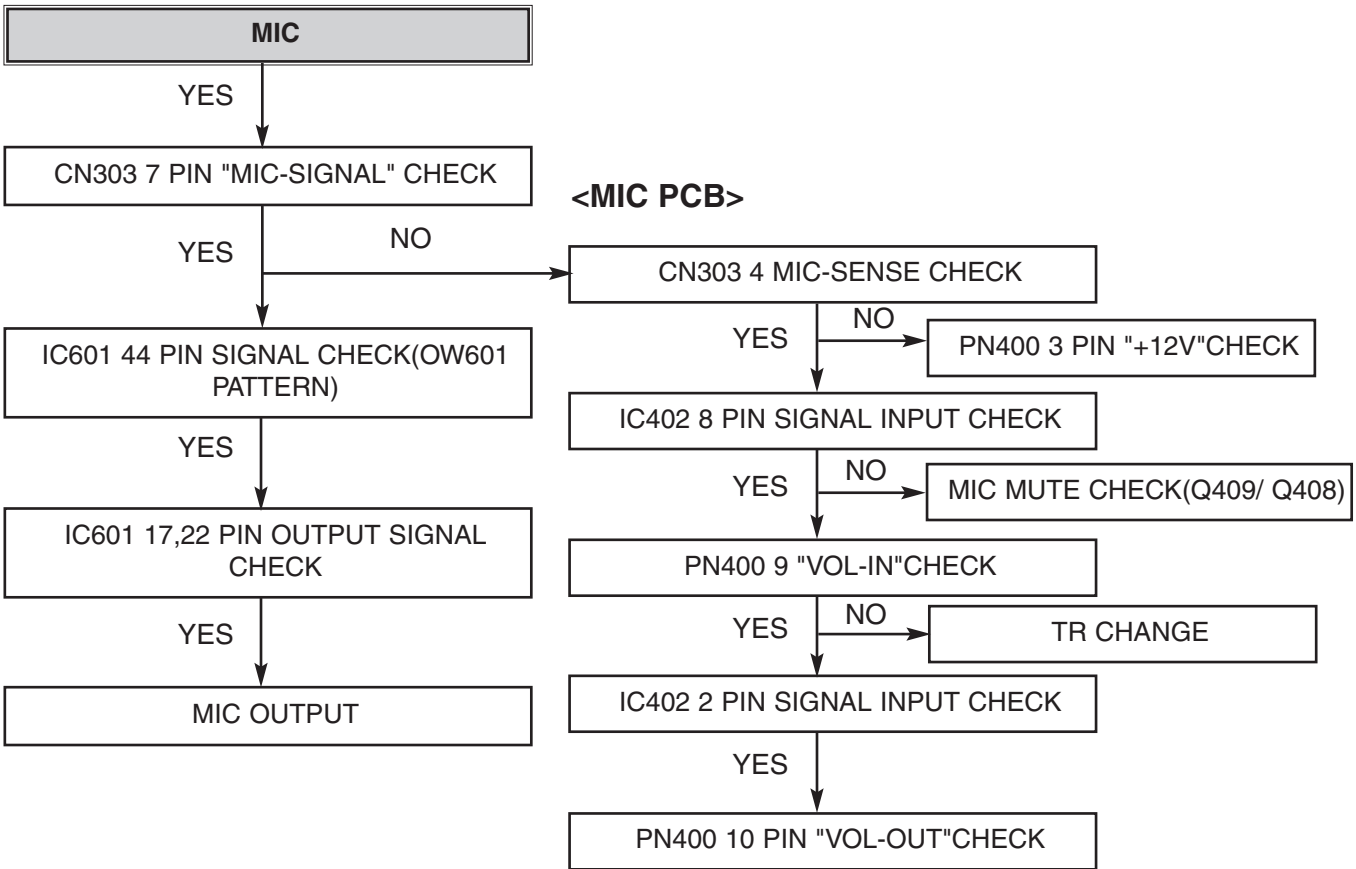 MIC
YES
CN303 7 PIN "MIC-SIGNAL" CHECK
<MIC PCB>
YES
NO
CN303 4 MIC-SENSE CHECK
YES
NO
PN400 3 PIN "+12V"CHECK
IC601 44 PIN SIGNAL CHECK(OW601
PATTERN)
IC402 8 PIN SIGNAL INPUT CHECK
YES
YES
NO
MIC MUTE CHECK(Q409/ Q408)
IC601 17,22 PIN OUTPUT SIGNAL
CHECK
PN400 9 "VOL-IN"CHECK
YES
YES
NO
TR CHANGE
MIC OUTPUT
IC402 2 PIN SIGNAL INPUT CHECK
YES
PN400 10 PIN "VOL-OUT"CHECK